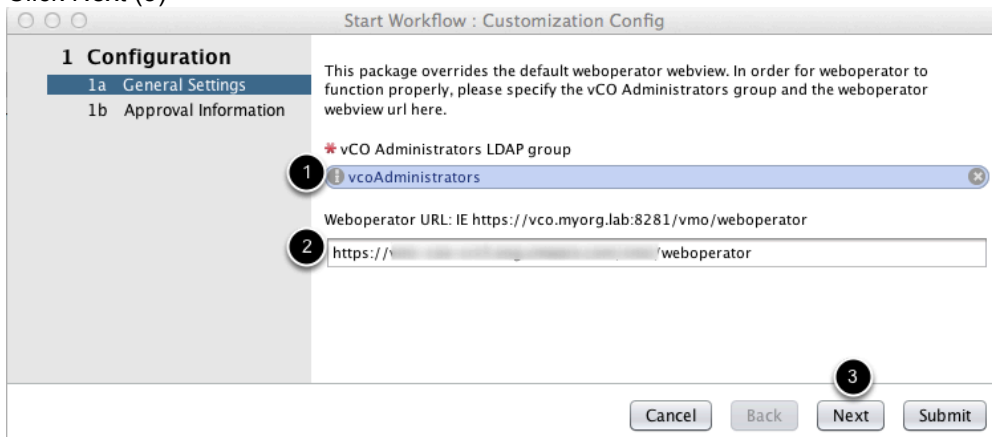 Click Next (3)
Start Workflow : Customization Config
1 Configuration
1a General Settings
1b Approval Information
This package overrides the default weboperator webview. In order for weboperator to
function properly, please specify the vCO Administrators group and the weboperator
webview url here.
* vCO Administrators LDAP group
1
vcoAdministrators
Weboperator URL: IE https://vco.myorg.lab:8281/vmo/weboperator
2
https:// /weboperator
3
Cancel Back Next Submit